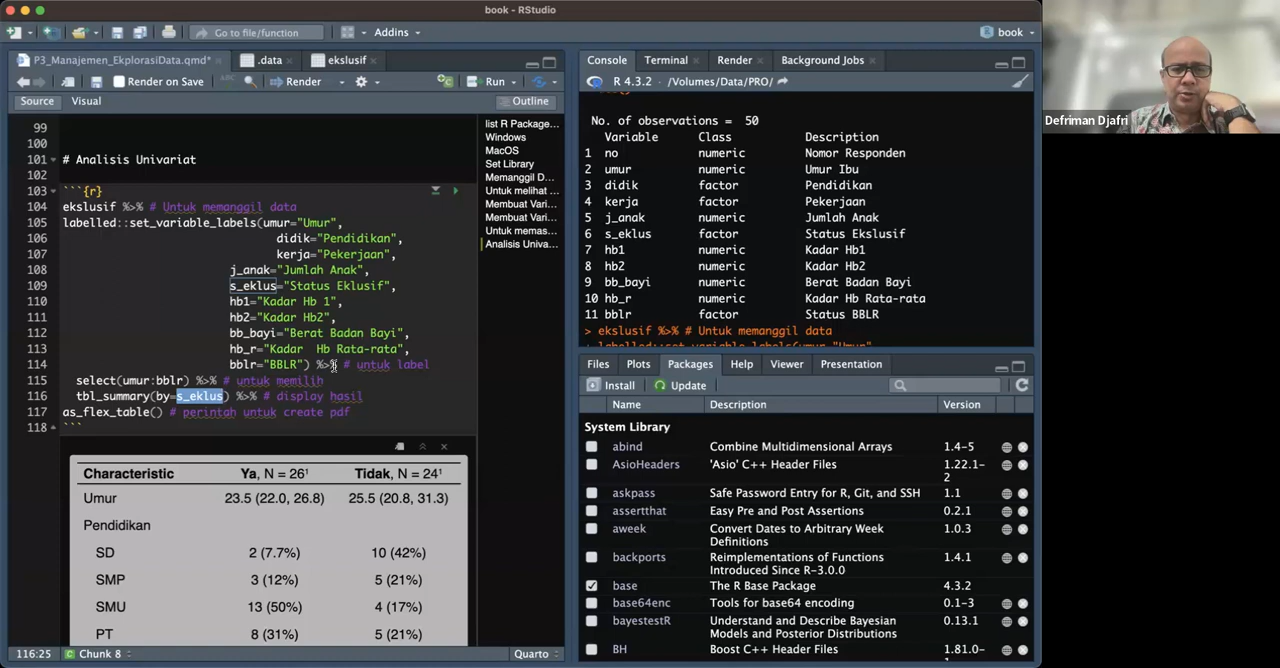 book - RStudio
Go to file/function
Addins
book
P3_Manajemen_EkplorasiData.qmd*
.data
ekslusif
Render on Save
ABC
Render
Run
Source
Visual
Outline
99
100
101 # Analisis Univariat
102
103 ```{r}
104 ekslusif %>% # Untuk memanggil data
105 labelled::set_variable_labels(umur="Umur",
106 didik="Pendidikan",
107 kerja="Pekerjaan",
108 j_anak="Jumlah Anak",
109 s_eklus="Status Eklusif",
110 hb1="Kadar Hb 1",
111 hb2="Kadar Hb2",
112 bb_bayi="Berat Badan Bayi",
113 hb_r="Kadar  Hb Rata-rata",
114 bblr="BBLR") %>% # untuk label
115 select(umur:bblr) %>% # untuk memilih
116 tbl_summary(by=s_eklus) %>% # display hasil
117 as_flex_table() # perintah untuk create pdf
118 ```
list R Package...
Windows
MacOS
Set Library
Memanggil D...
Untuk melihat ...
Membuat Vari...
Membuat Vari...
Untuk memas...
Analisis Univa...
Characteristic Ya, N = 26¹ Tidak, N = 24¹
Umur 23.5 (22.0, 26.8) 25.5 (20.8, 31.3)
Pendidikan
SD 2 (7.7%) 10 (42%)
SMP 3 (12%) 5 (21%)
SMU 13 (50%) 4 (17%)
PT 8 (31%) 5 (21%)
116:25 Chunk 8 Quarto
Console Terminal Render Background Jobs
R 4.3.2 · /Volumes/Data/PRO/
No. of observations =  50
Variable Class Description
1 no numeric Nomor Responden
2 umur numeric Umur Ibu
3 didik factor Pendidikan
4 kerja factor Pekerjaan
5 j_anak numeric Jumlah Anak
6 s_eklus factor Status Ekslusif
7 hb1 numeric Kadar Hb1
8 hb2 numeric Kadar Hb2
9 bb_bayi numeric Berat Badan Bayi
10 hb_r numeric Kadar Hb Rata-rata
11 bblr factor Status BBLR
> ekslusif %>% # Untuk memanggil data
labelled::set_variable_labels(umur="Umur",
Files Plots Packages Help Viewer Presentation
Install Update
Name Description Version
System Library
abind Combine Multidimensional Arrays 1.4-5
AsioHeaders 'Asio' C++ Header Files 1.22.1-
2
askpass Safe Password Entry for R, Git, and SSH 1.1
assertthat Easy Pre and Post Assertions 0.2.1
aweek Convert Dates to Arbitrary Week 1.0.3
Definitions
backports Reimplementations of Functions 1.4.1
Introduced Since R-3.0.0
base The R Base Package 4.3.2
base64enc Tools for base64 encoding 0.1-3
bayestestR Understand and Describe Bayesian 0.13.1
Models and Posterior Distributions
BH Boost C++ Header Files 1.81.0-
Defriman Djafri